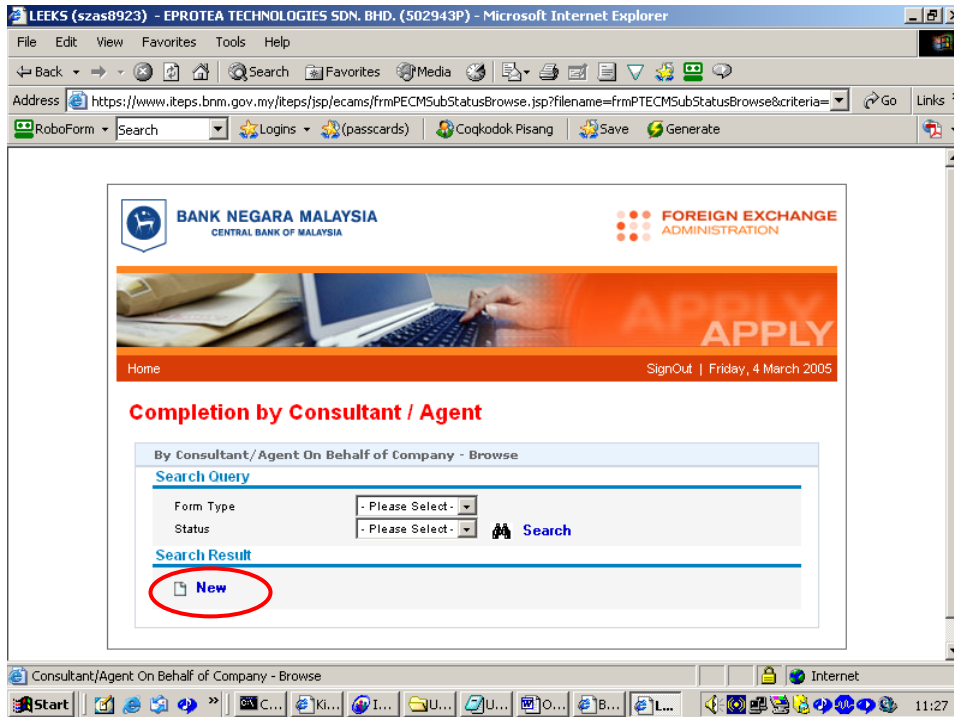 LEEKS (szas8923) - EPROTEA TECHNOLOGIES SDN. BHD. (502943P) - Microsoft Internet Explorer
File Edit View Favorites Tools Help
Back Search Favorites Media
Address https://www.iteps.bnm.gov.my/iteps/jsp/ecams/frmPECMSubStatusBrowse.jsp?filename=frmPTECMSubStatusBrowse&criteria= Go Links
RoboForm Search Logins (passcards) Coqkodok Pisang Save Generate
BANK NEGARA MALAYSIA
CENTRAL BANK OF MALAYSIA
FOREIGN EXCHANGE
ADMINISTRATION
APPLY
APPLY
Home SignOut | Friday, 4 March 2005
Completion by Consultant / Agent
By Consultant/Agent On Behalf of Company - Browse
Search Query
Form Type - Please Select -
Status - Please Select - Search
Search Result
New
Consultant/Agent On Behalf of Company - Browse Internet
Start » C... Ki... I... U... U... O... B... L... 11:27